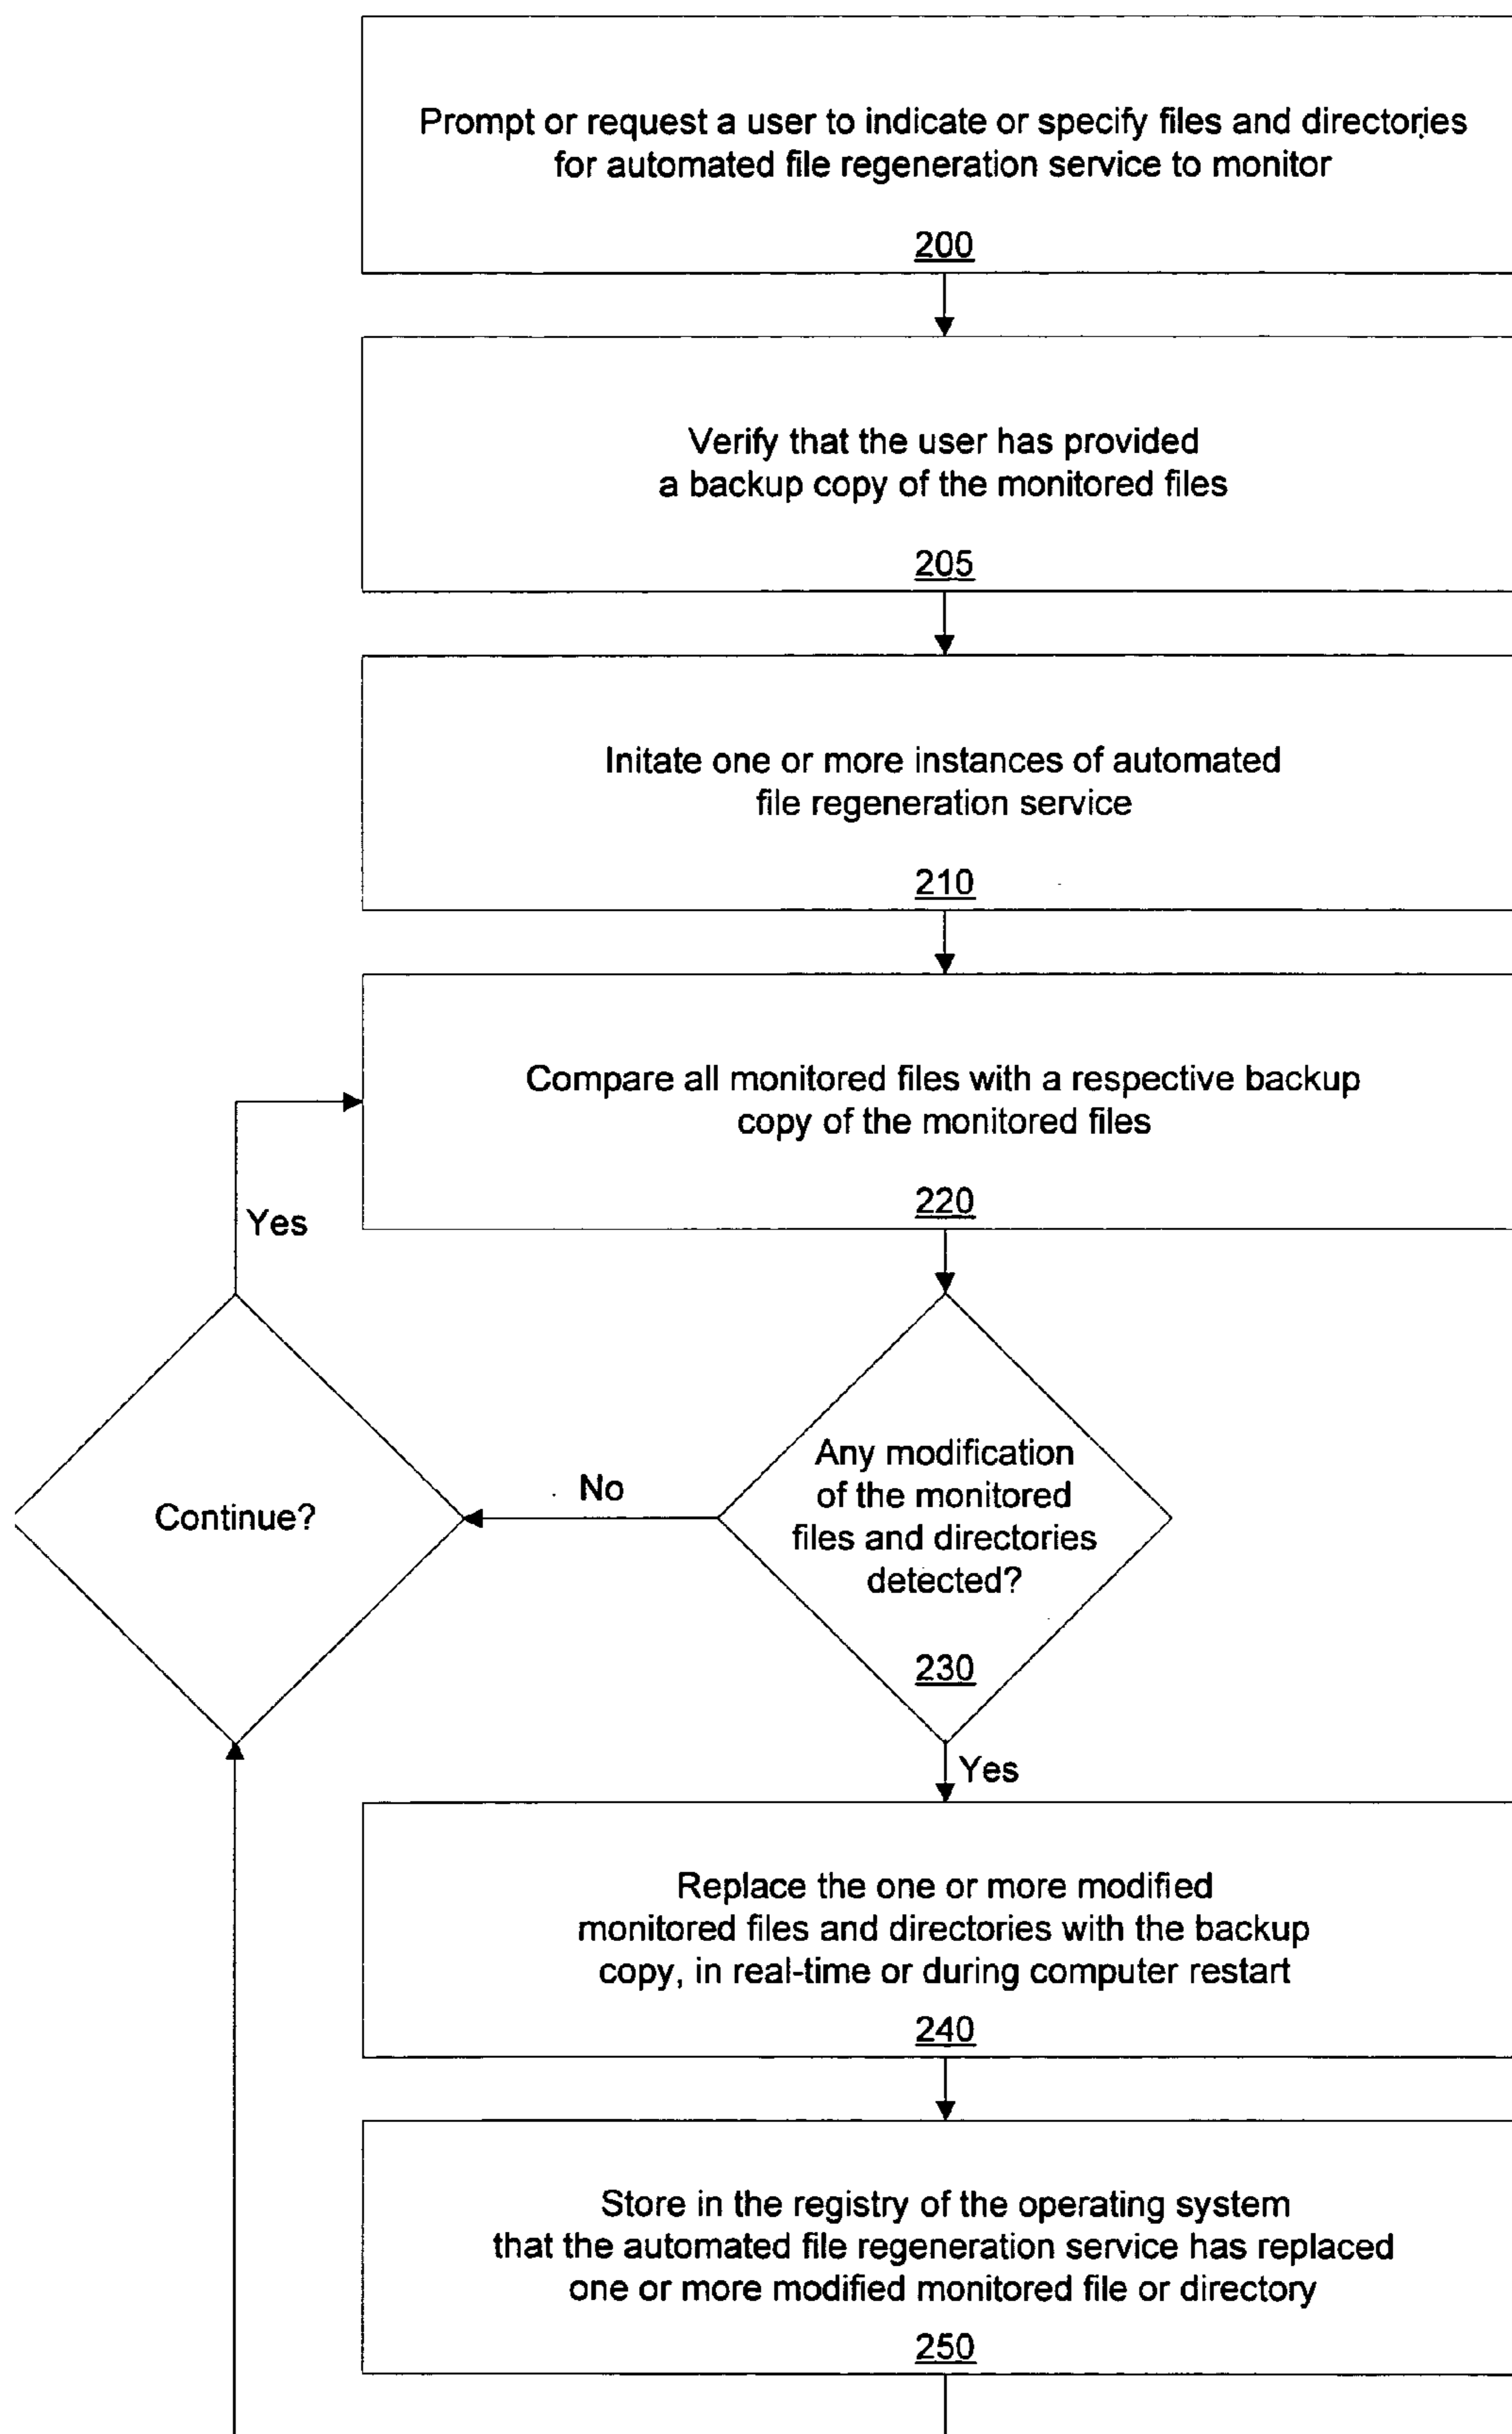 Prompt or request a user to indicate or specify files and directories
for automated file regeneration service to monitor
200
Verify that the user has provided
a backup copy of the monitored files
205
Initate one or more instances of automated
file regeneration service
210
Compare all monitored files with a respective backup
copy of the monitored files
220
Yes
Any modification
of the monitored
files and directories
detected?
230
No
Continue?
Yes
Replace the one or more modified
monitored files and directories with the backup
copy, in real-time or during computer restart
240
Store in the registry of the operating system
that the automated file regeneration service has replaced
one or more modified monitored file or directory
250